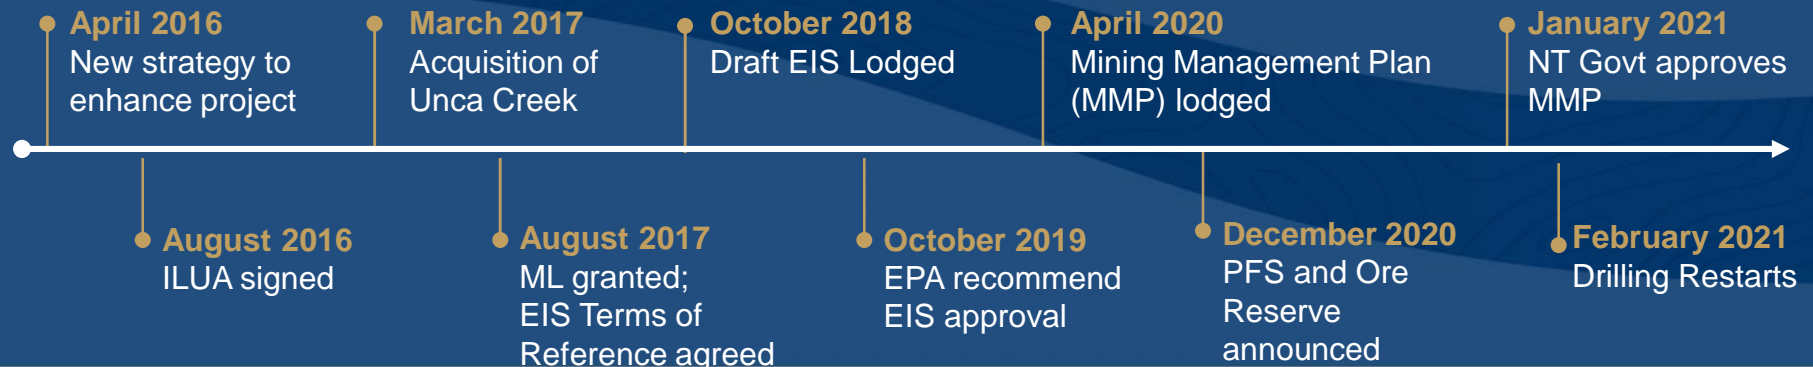 April 2016
New strategy to
enhance project
March 2017
Acquisition of
Unca Creek
October 2018
Draft EIS Lodged
April 2020
Mining Management Plan
(MMP) lodged
January 2021
NT Govt approves
MMP
August 2016
ILUA signed
August 2017
ML granted;
EIS Terms of
Reference agreed
October 2019
EPA recommend
EIS approval
December 2020
PFS and Ore
Reserve
announced
February 2021
Drilling Restarts